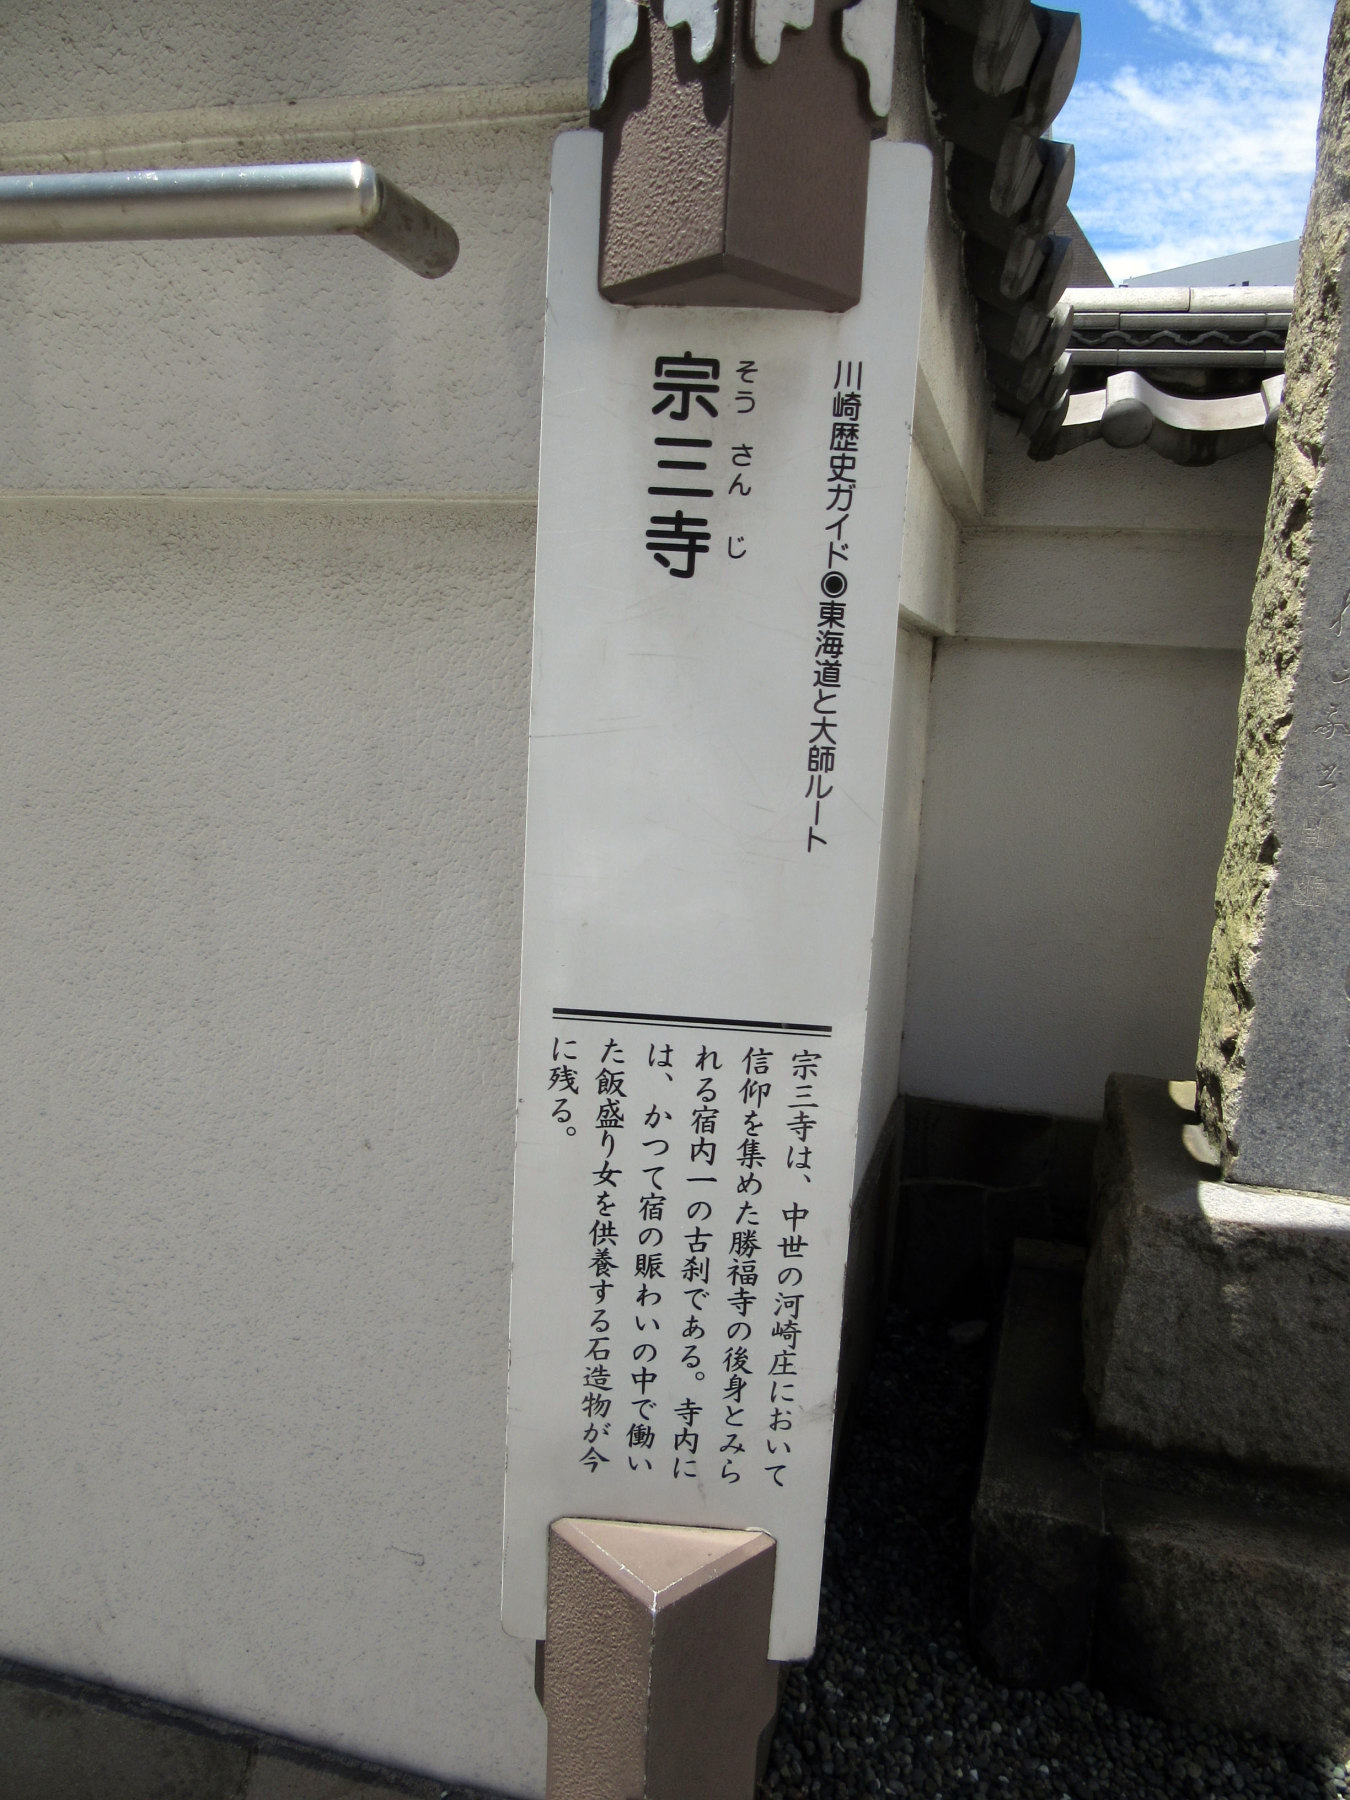 川崎歴史ガイド◉東海道と大師ルート
そうさんじ
宗三寺
宗三寺は、中世の河崎庄において
信仰を集めた勝福寺の後身とみら
れる宿内一の古刹である。寺内に
は、かつて宿の賑わいの中で働い
た飯盛り女を供養する石造物が今
に残る。